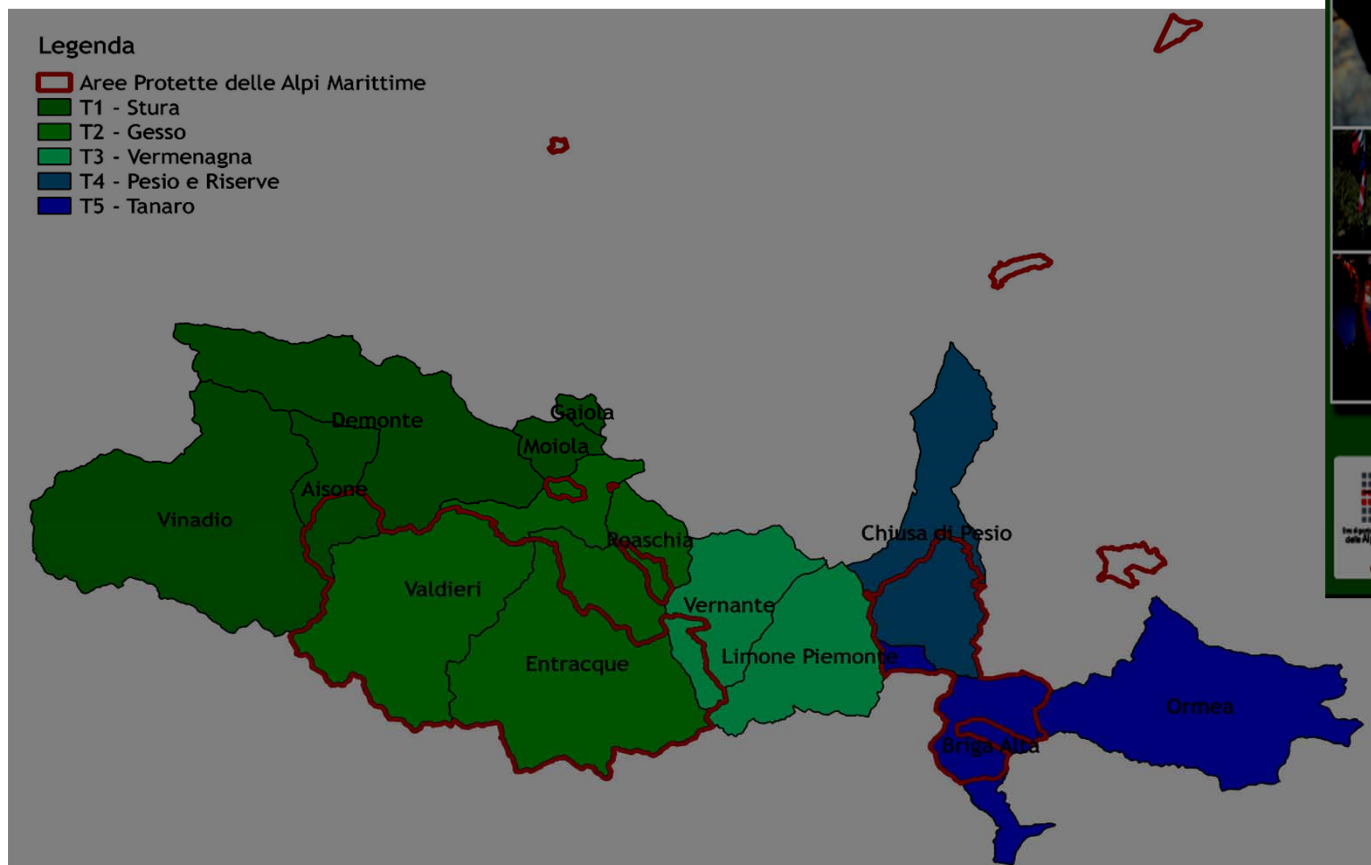 Legenda
Aree Protette delle Alpi Marittime
T1 - Stura
T2 - Gesso
T3 - Vermenagna
T4 - Pesio e Riserve
T5 - Tanaro
Gaiola
Demonte
Moiola
Aisone
Vinadio
Chiusa di Pesio
Roaschia
Valdieri
Vernante
Limone Piemonte
Entracque
Ormea
Briga Alta